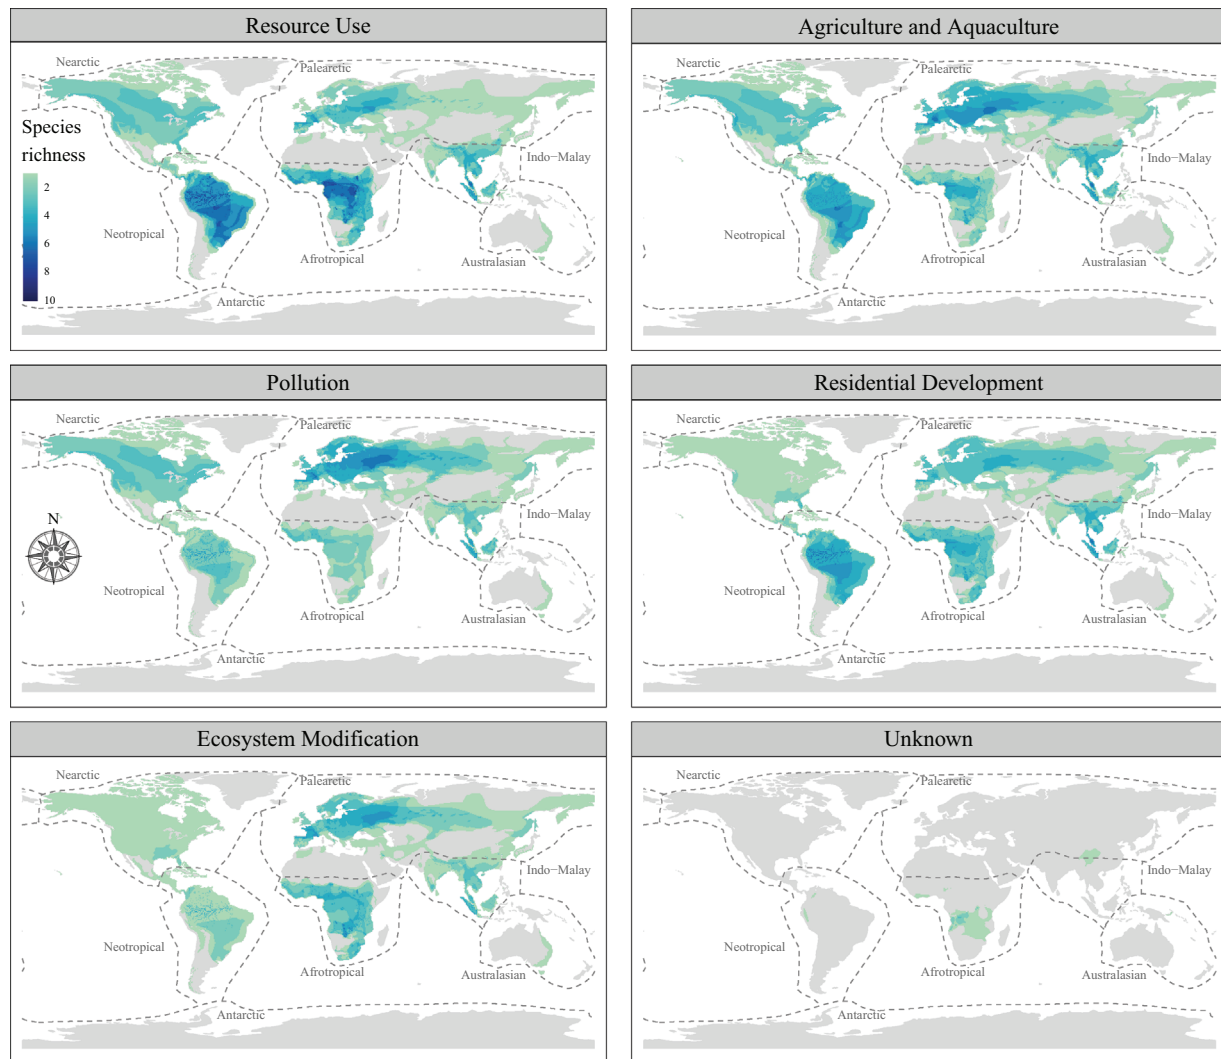 Resource Use
Nearctic
Palearctic
Species
richness
2
4
6
8
10
Indo−Malay
Neotropical
Afrotropical
Australasian
Antarctic
Agriculture and Aquaculture
Nearctic
Palearctic
Indo−Malay
Neotropical
Afrotropical
Australasian
Antarctic
Pollution
Nearctic
Palearctic
N
Indo−Malay
Neotropical
Afrotropical
Australasian
Antarctic
Residential Development
Nearctic
Palearctic
Indo−Malay
Neotropical
Afrotropical
Australasian
Antarctic
Ecosystem Modification
Nearctic
Palearctic
Indo−Malay
Neotropical
Afrotropical
Australasian
Antarctic
Unknown
Nearctic
Palearctic
Indo−Malay
Neotropical
Afrotropical
Australasian
Antarctic